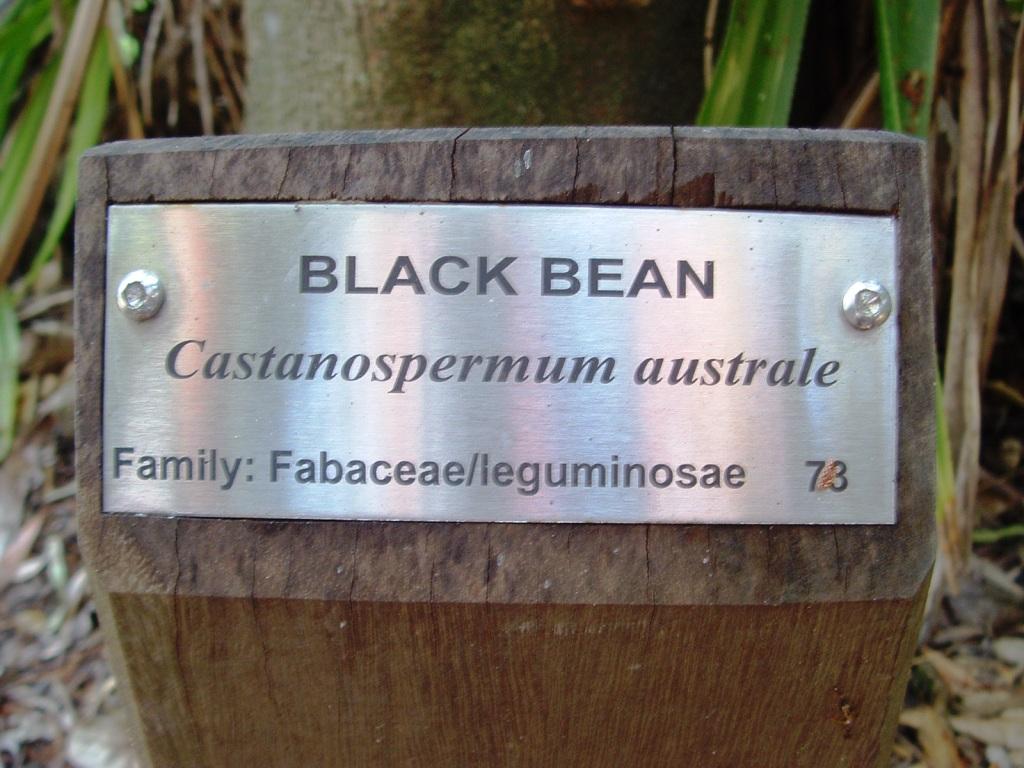 BLACK BEAN
Castanospermum australe
Family: Fabaceae/leguminosae 73